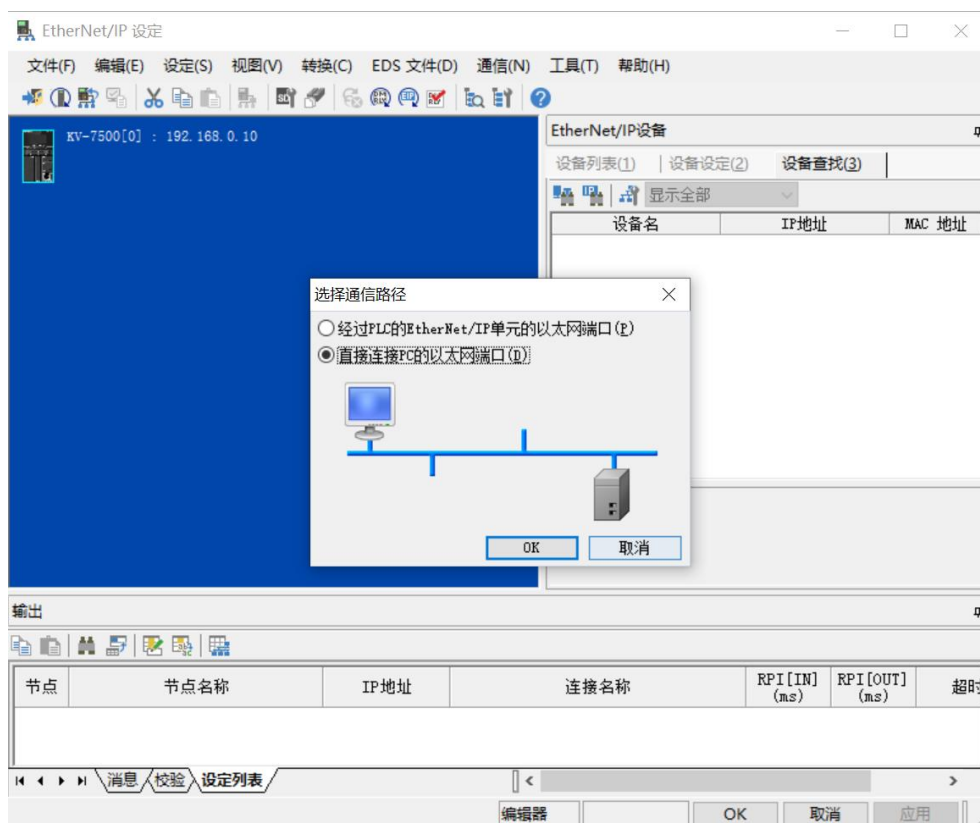 EtherNet/IP 设定
文件(F) 编辑(E) 设定(S) 视图(V) 转换(C) EDS 文件(D) 通信(N) 工具(T) 帮助(H)
KV-7500[0] : 192.168.0.10
EtherNet/IP设备
设备列表(1) 设备设定(2) 设备查找(3)
显示全部
设备名 IP地址 MAC 地址
选择通信路径
经过PLC的EtherNet/IP单元的以太网端口(P)
直接连接PC的以太网端口(D)
OK 取消
输出
节点 节点名称 IP地址 连接名称 RPI[IN] (ms) RPI[OUT] (ms) 超时
消息 校验 设定列表
编辑器 OK 取消 应用